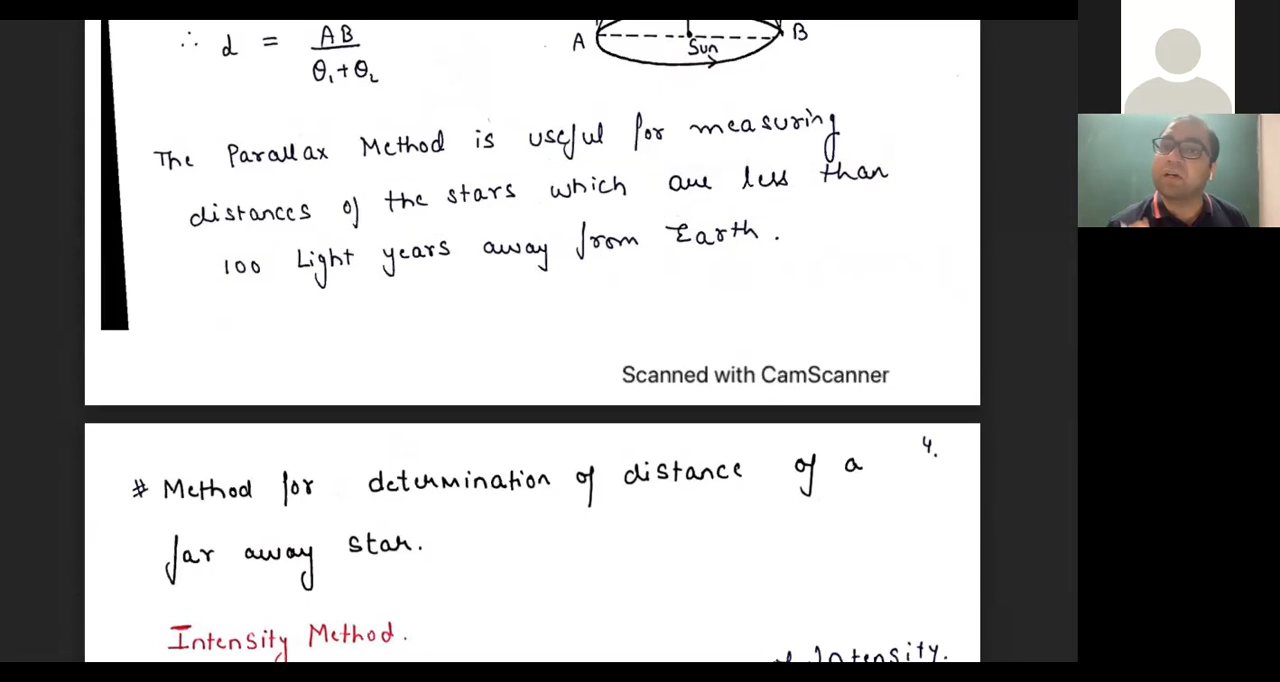 ∴ d = AB / θ₁+θ₂
A
Sun
B
The Parallax Method is useful for measuring
distances of the stars which are less than
100 Light years away from Earth.
Scanned with CamScanner
4.
# Method for determination of distance of a
far away star.
Intensity Method.
Intensity.